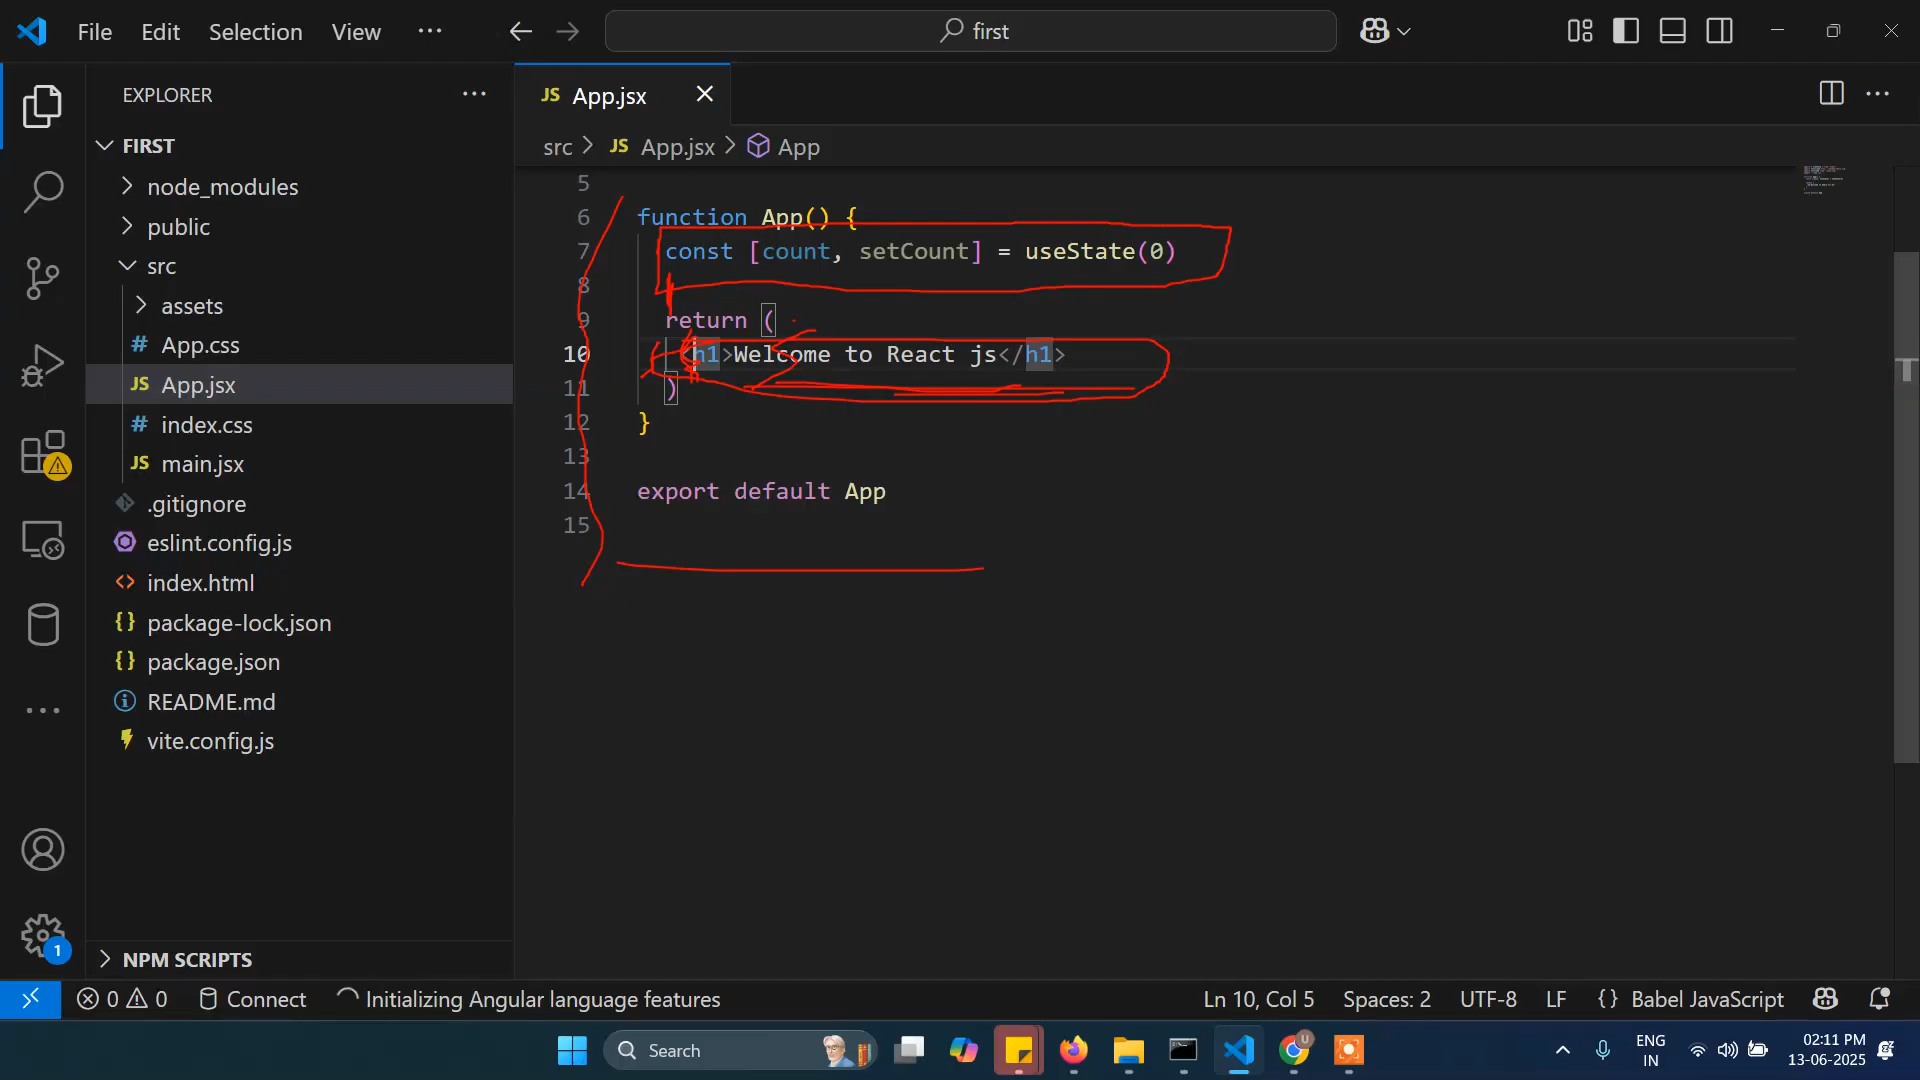 File Edit Selection View
first
EXPLORER
JS App.jsx
src > JS App.jsx > App
FIRST
node_modules
public
src
assets
# App.css
JS App.jsx
# index.css
JS main.jsx
.gitignore
eslint.config.js
<> index.html
{} package-lock.json
{} package.json
README.md
vite.config.js
NPM SCRIPTS
5
6 function App() {
7 const [count, setCount] = useState(0)
8
9 return (
10 <h1>Welcome to React js</h1>
11 )
12 }
13
14 export default App
15
1
0 0 Connect Initializing Angular language features Ln 10, Col 5 Spaces: 2 UTF-8 LF {} Babel JavaScript
Search
U
ENG
IN
02:11 PM
13-06-2025